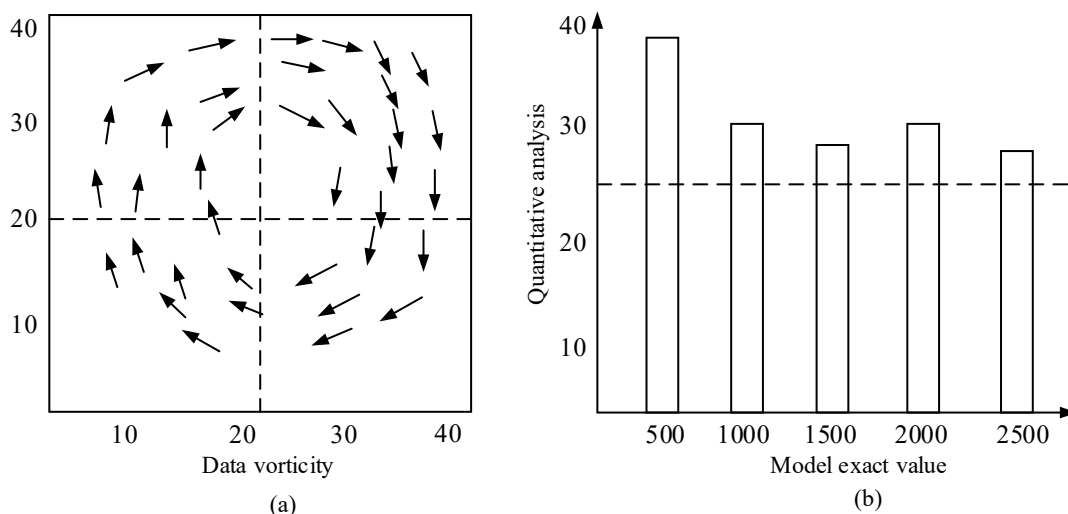 40
30
20
10
10 20 30 40
Data vorticity
(a)
Quantitative analysis
40
30
20
10
500 1000 1500 2000 2500
Model exact value
(b)